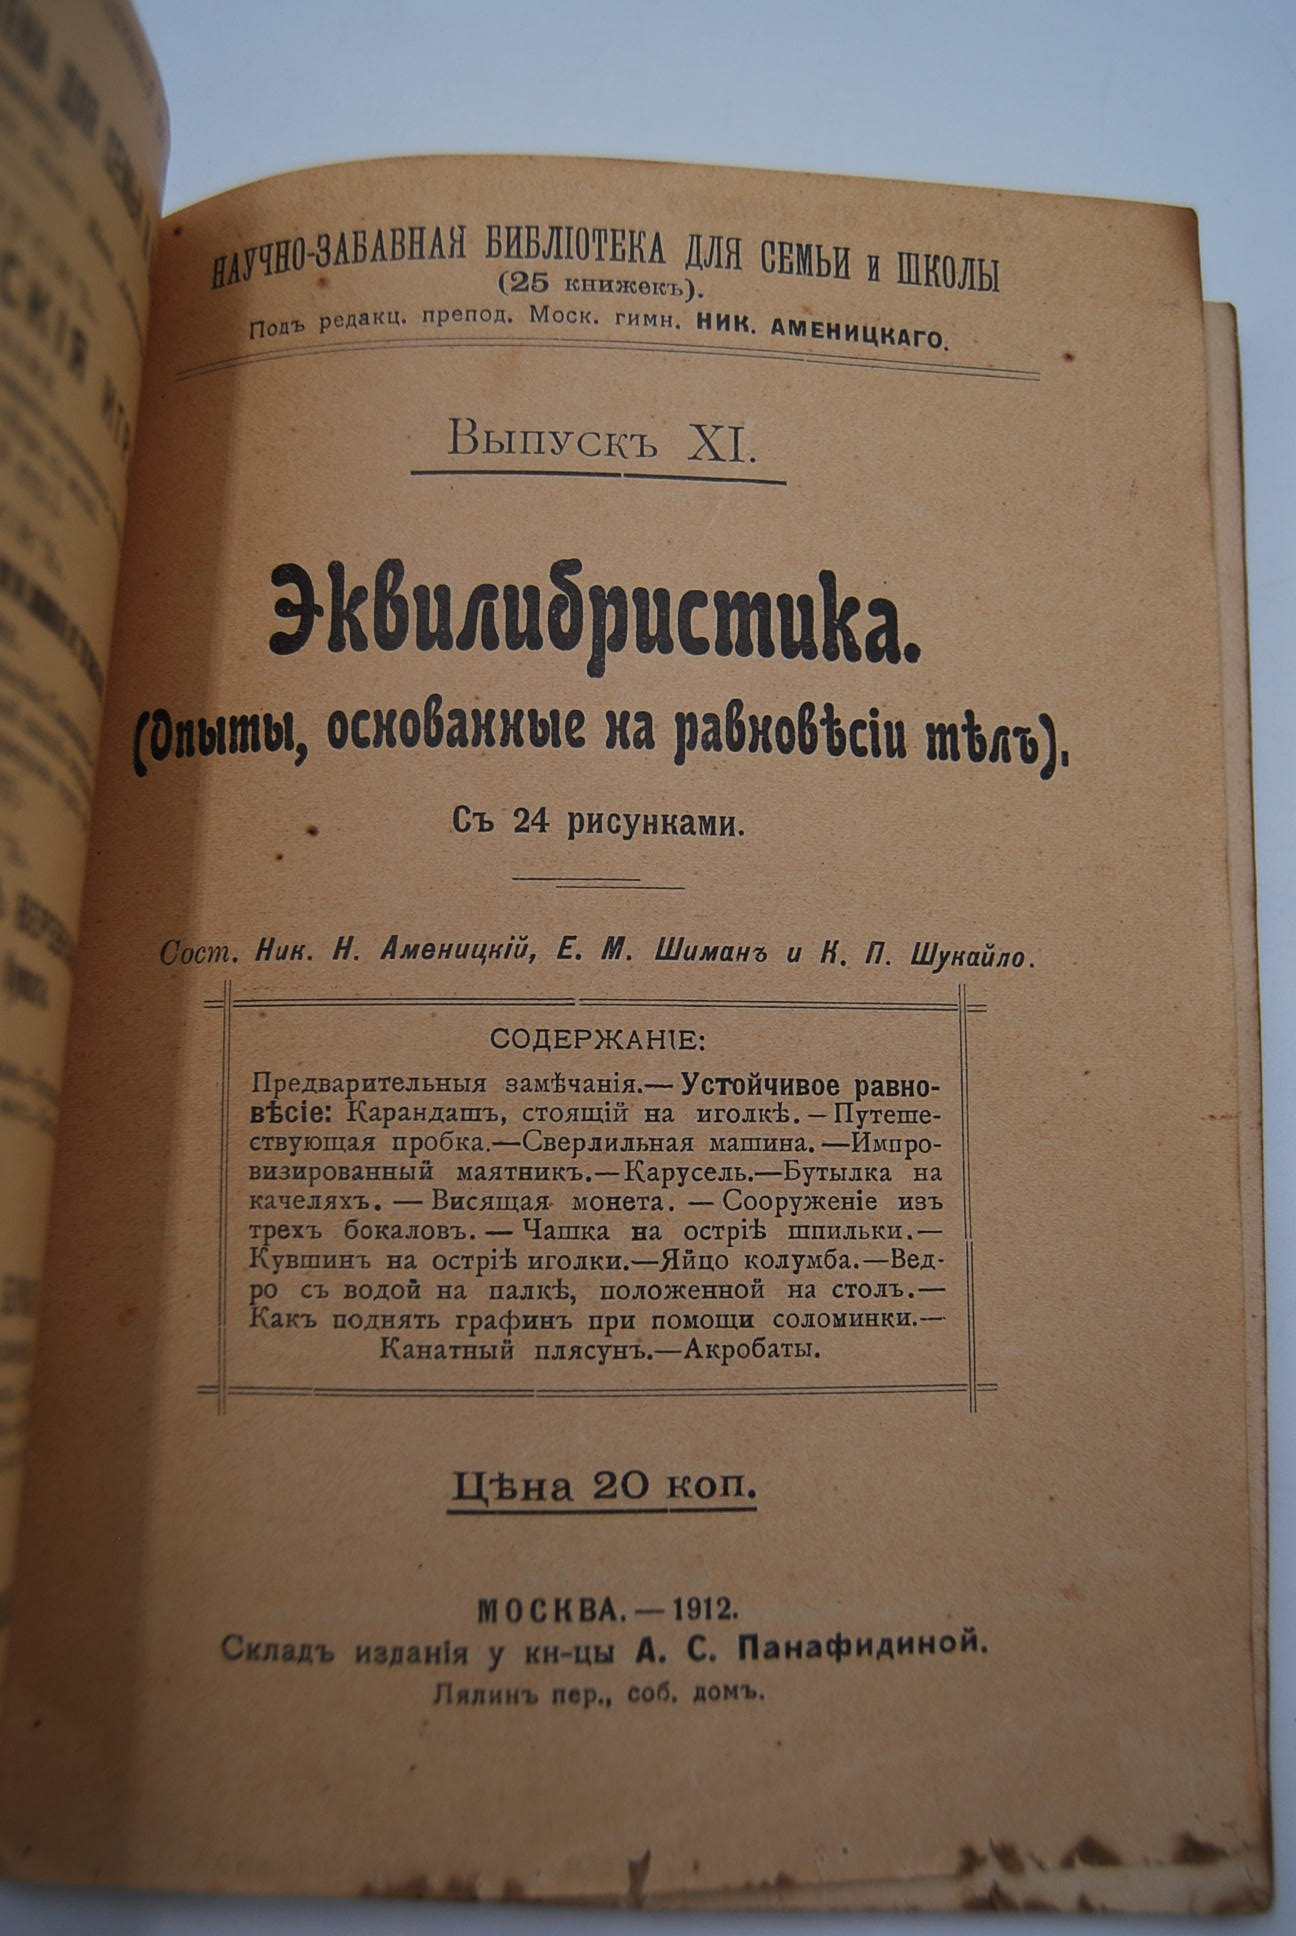 НАУЧНО-ЗАБАВНАЯ БИБЛІОТЕКА ДЛЯ СЕМЬИ и ШКОЛЫ
(25 книжекъ).
Подъ редакц. препод. Моск. гимн. НИК. АМЕНИЦКАГО.
Выпускъ XI.
Эквилибристика.
(Опыты, основанные на равновѣсіи тѣлъ).
Съ 24 рисунками.
Сост. Ник. Н. Аменицкій, Е. М. Шиманъ и К. П. Шукайло.
СОДЕРЖАНІЕ:
Предварительныя замѣчанія.— Устойчивое равно-
вѣсіе: Карандашъ, стоящій на иголкѣ. — Путеше-
ствующая пробка.—Сверлильная машина. —Импро-
визированный маятникъ.—Карусель.—Бутылка на
качеляхъ. — Висящая монета. — Сооруженіе изъ
трехъ бокаловъ. — Чашка на остріѣ шпильки. —
Кувшинъ на остріѣ иголки.—Яйцо колумба.—Вед-
ро съ водой на палкѣ, положенной на столъ.—
Какъ поднять графинъ при помощи соломинки.—
Канатный плясунъ.—Акробаты.
Цѣна 20 коп.
МОСКВА.—1912.
Складъ изданія у кн-цы А. С. Панафидиной.
Лялинъ пер., соб. домъ.